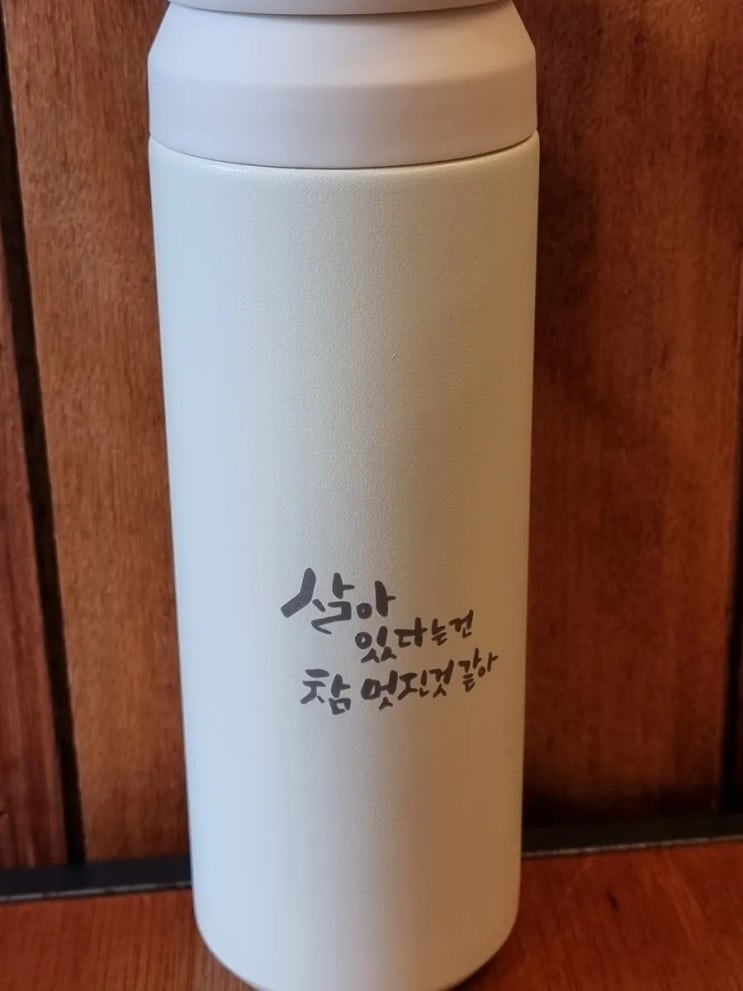 살아
있다는건
참 멋진것 같아